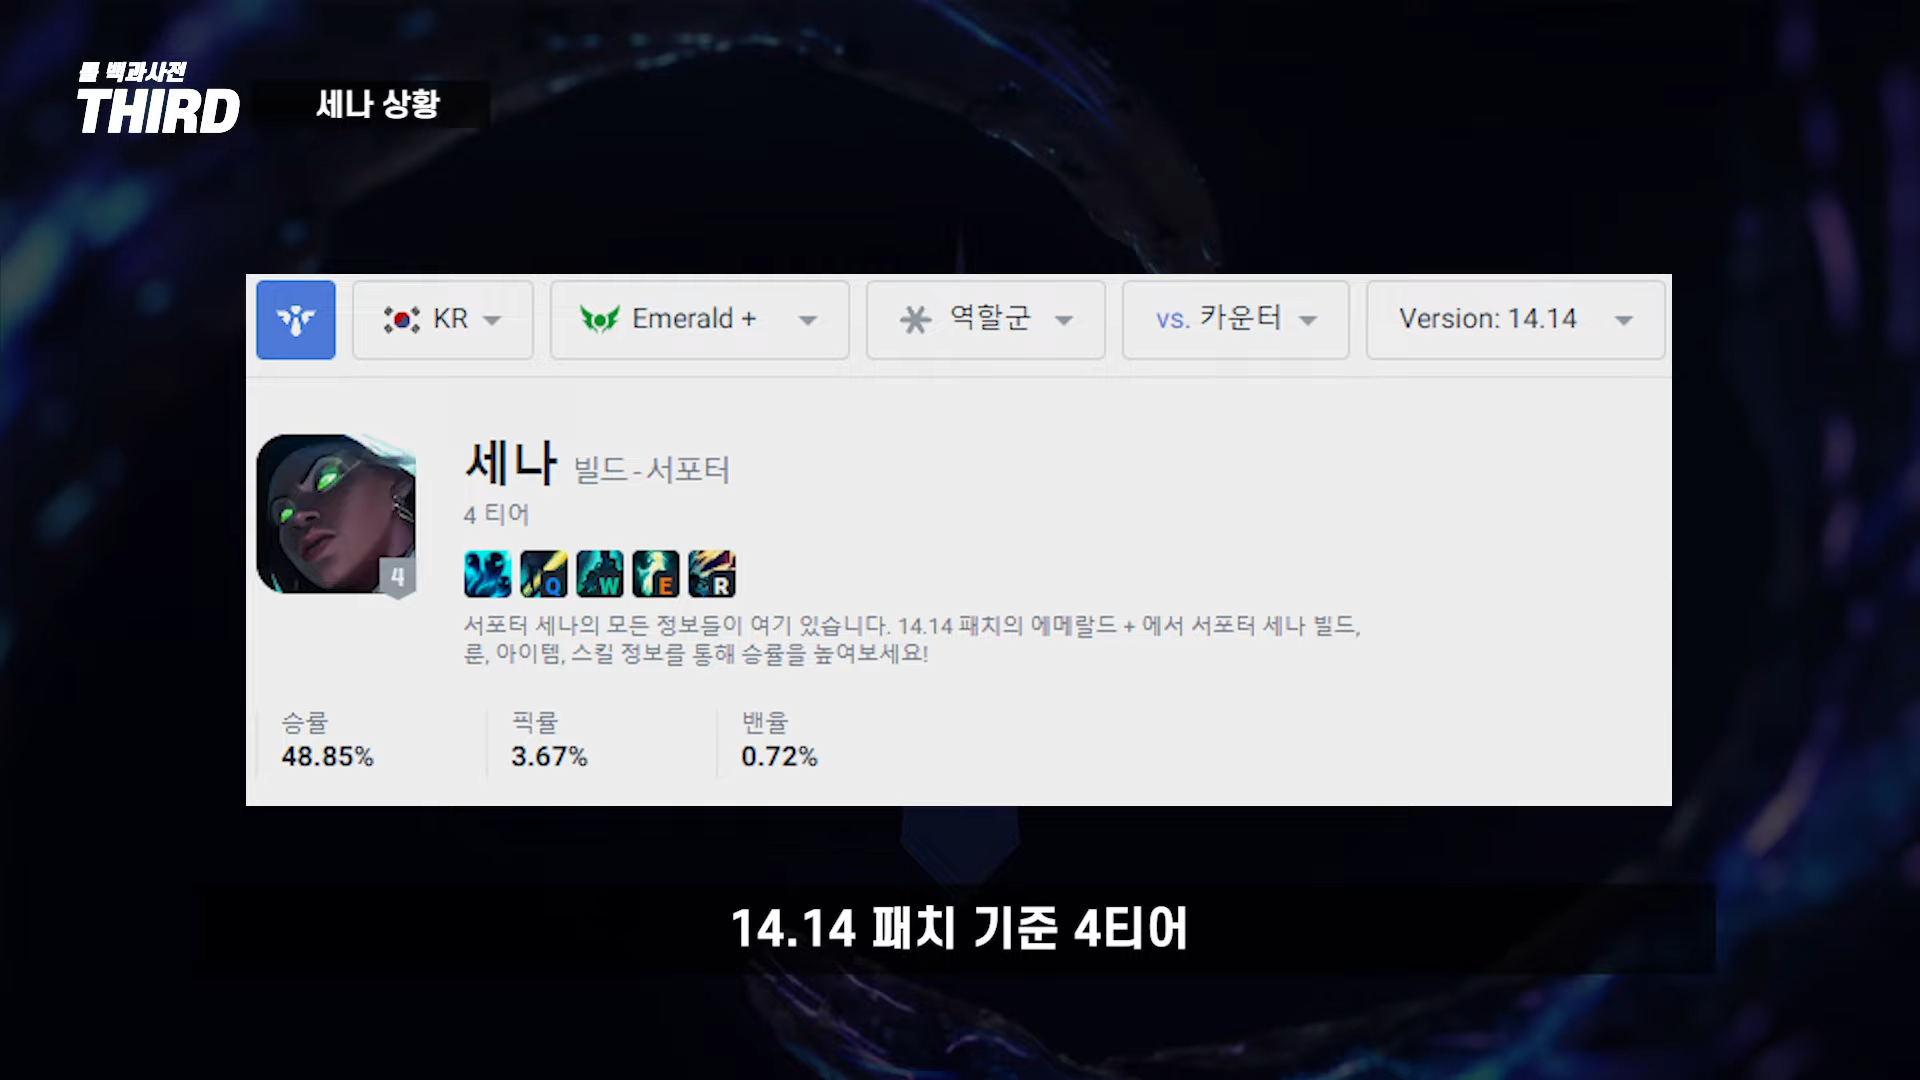 롤 백과사전
THIRD
세나 상황
KR
Emerald +
역할군
vs. 카운터
Version: 14.14
세나 빌드 - 서포터
4 티어
4
Q
W
E
R
서포터 세나의 모든 정보들이 여기 있습니다. 14.14 패치의 에메랄드 + 에서 서포터 세나 빌드,
룬, 아이템, 스킬 정보를 통해 승률을 높여보세요!
승률
픽률
밴율
48.85%
3.67%
0.72%
14.14 패치 기준 4티어